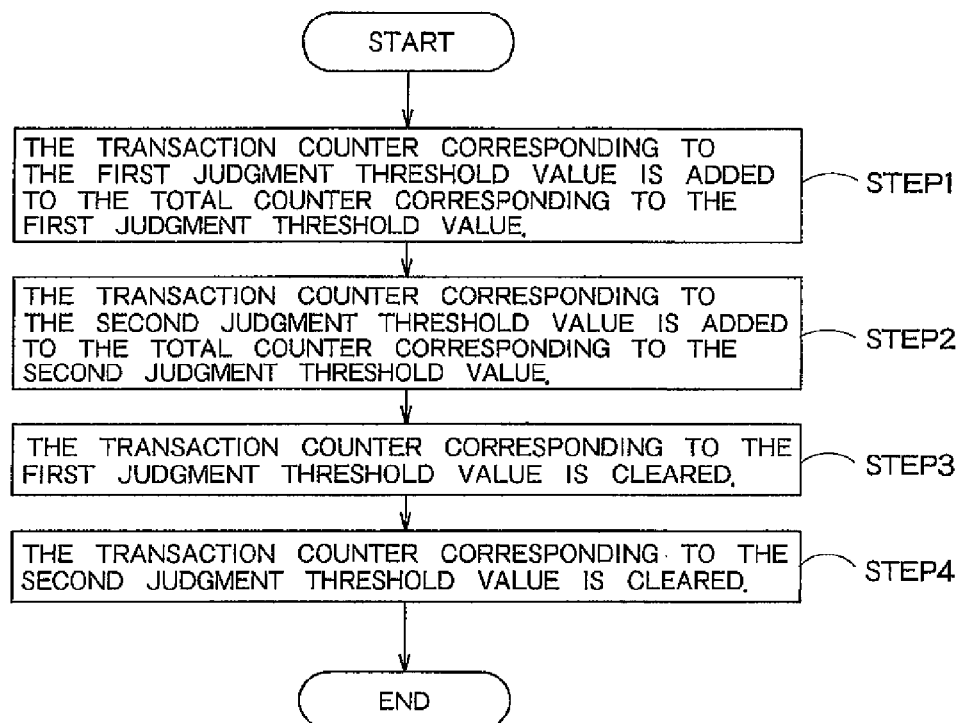 START
THE TRANSACTION COUNTER CORRESPONDING TO
THE FIRST JUDGMENT THRESHOLD VALUE IS ADDED
TO THE TOTAL COUNTER CORRESPONDING TO THE
FIRST JUDGMENT THRESHOLD VALUE.
STEP1
THE TRANSACTION COUNTER CORRESPONDING TO
THE SECOND JUDGMENT THRESHOLD VALUE IS ADDED
TO THE TOTAL COUNTER CORRESPONDING TO THE
SECOND JUDGMENT THRESHOLD VALUE.
STEP2
THE TRANSACTION COUNTER CORRESPONDING TO THE
FIRST JUDGMENT THRESHOLD VALUE IS CLEARED.
STEP3
THE TRANSACTION COUNTER CORRESPONDING TO THE
SECOND JUDGMENT THRESHOLD VALUE IS CLEARED.
STEP4
END